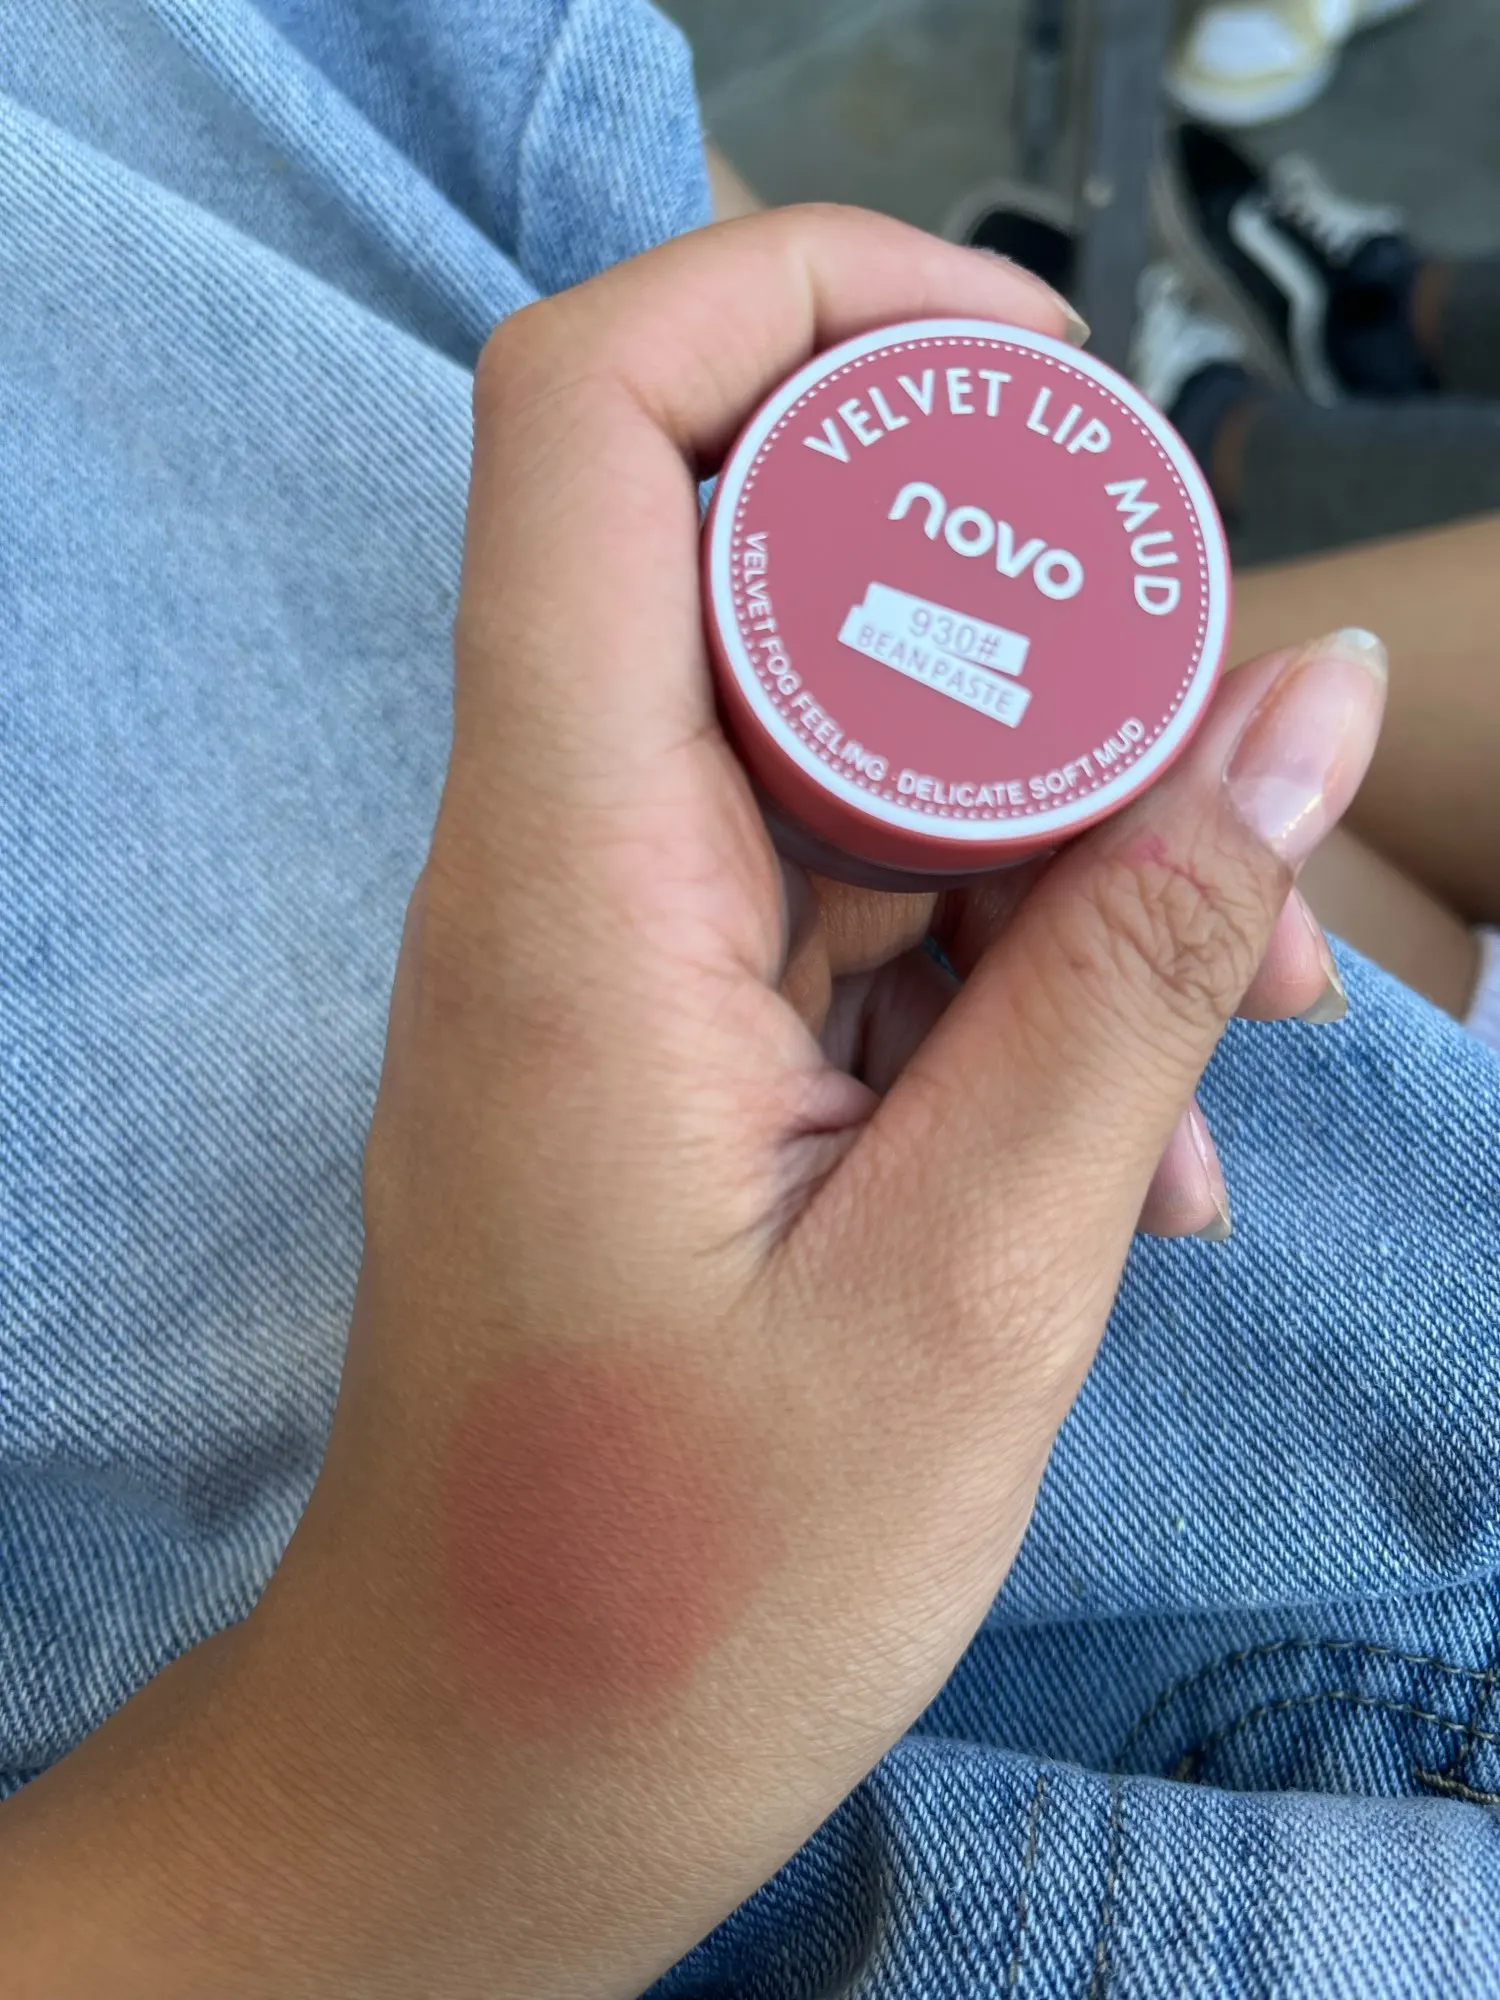 VELVET LIP MUD
novo
930#
BEAN PASTE
VELVET FOG FEELING · DELICATE SOFT MUD